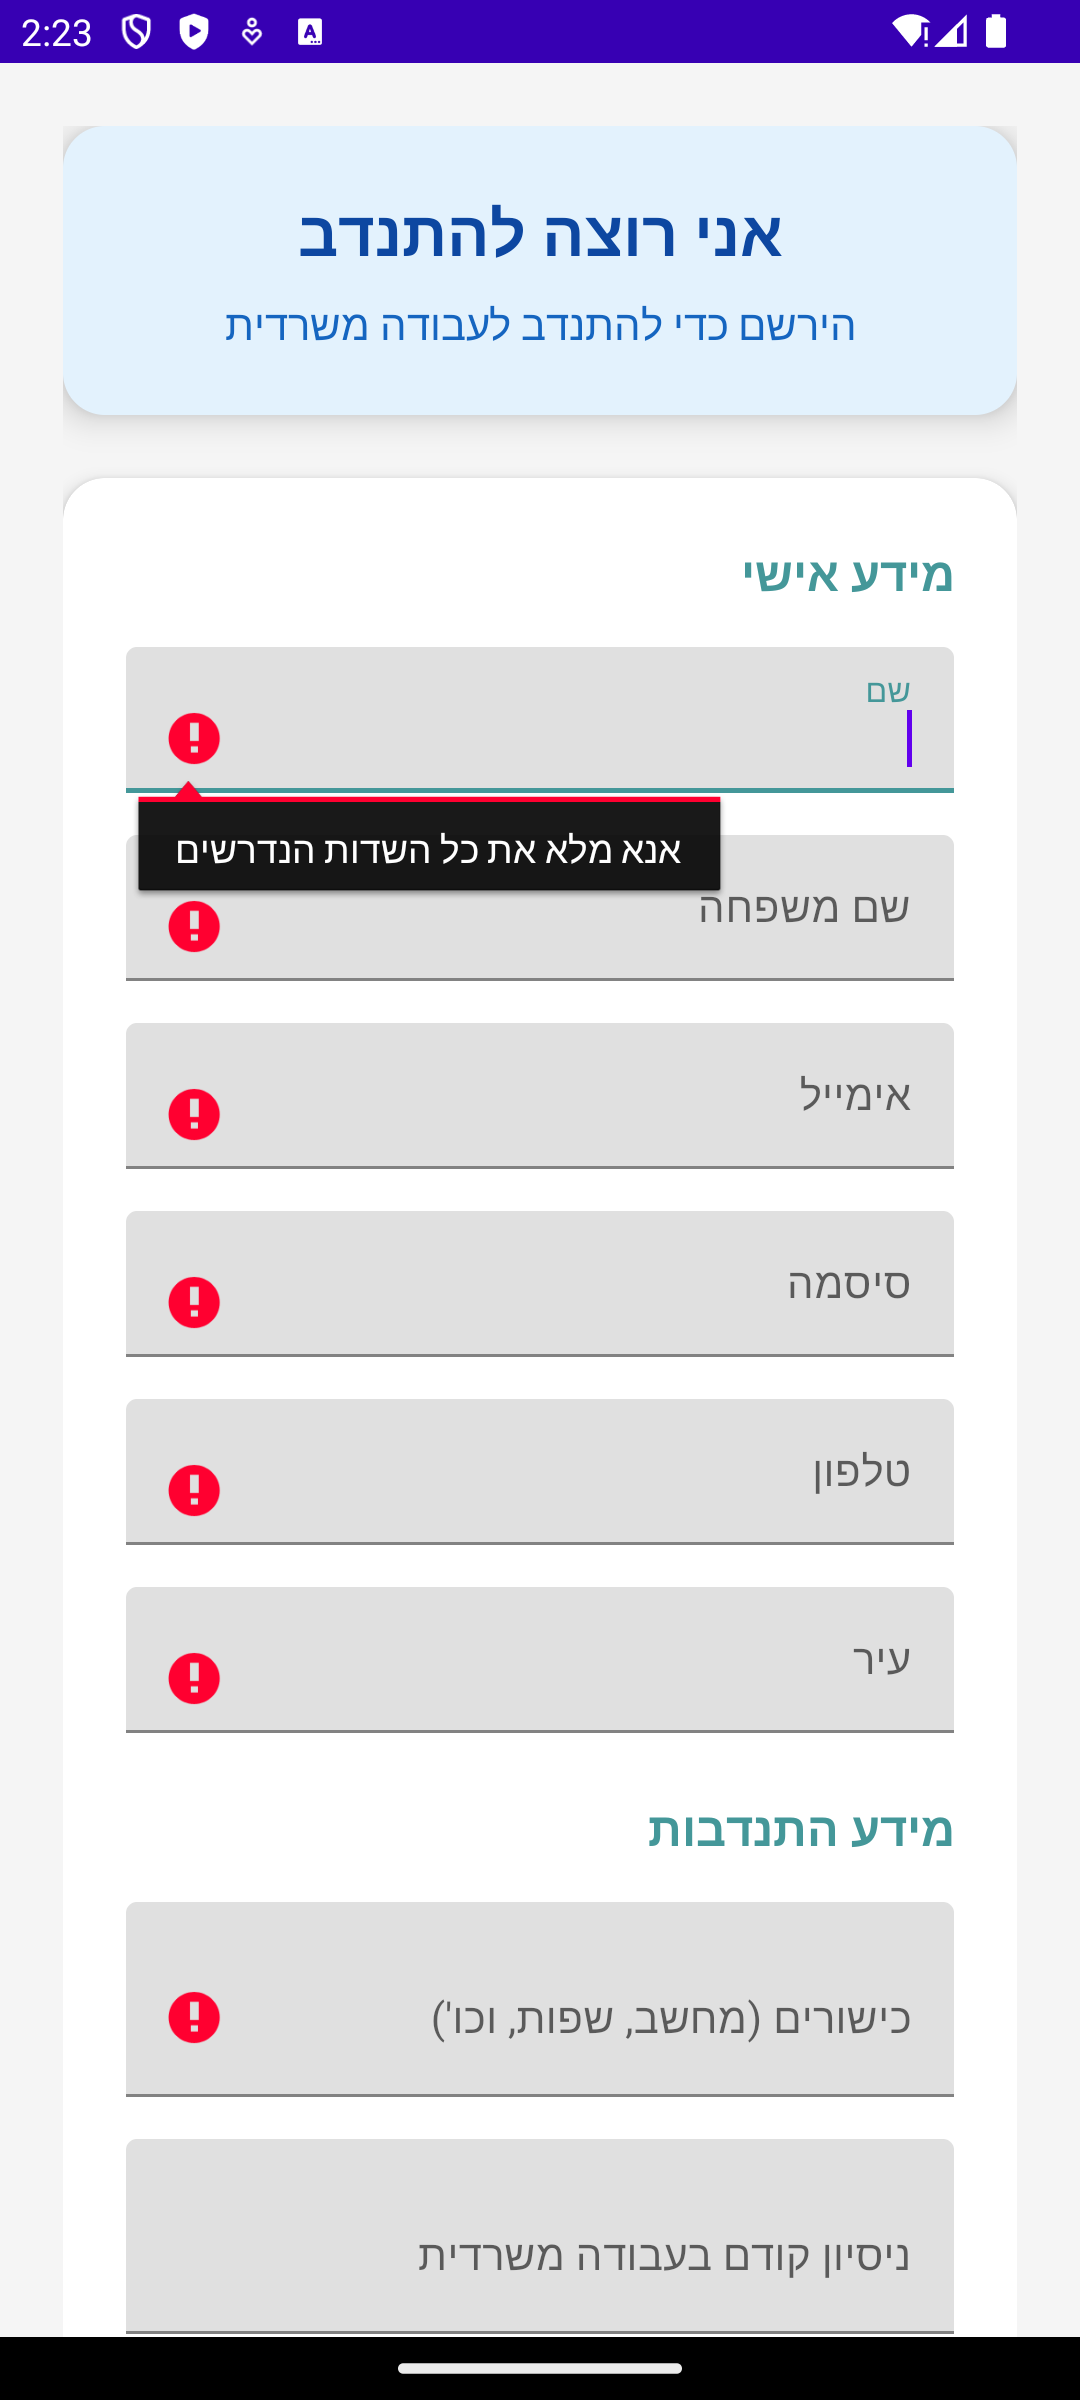 2:23
אני רוצה להתנדב
הירשם כדי להתנדב לעבודה משרדית
מידע אישי
שם
אנא מלא את כל השדות הנדרשים
שם משפחה
אימייל
סיסמה
טלפון
עיר
מידע התנדבות
כישורים (מחשב, שפות, וכו')
ניסיון קודם בעבודה משרדית